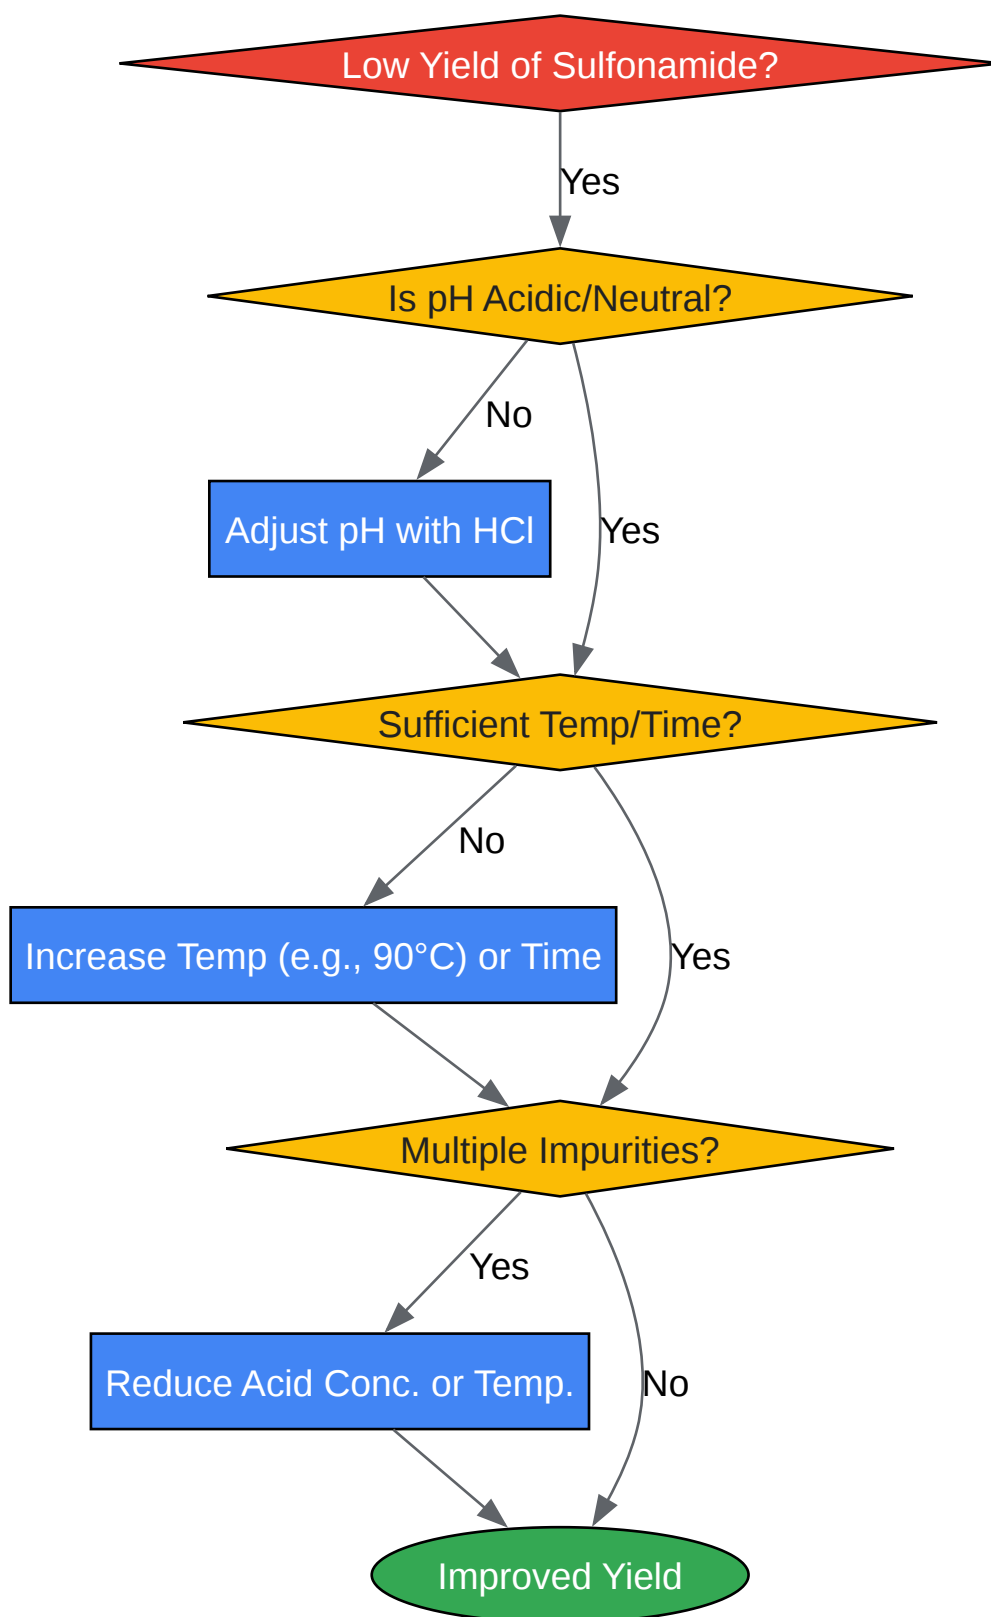 Low Yield of Sulfonamide?
Yes
Is pH Acidic/Neutral?
No
Adjust pH with HCl
Yes
Sufficient Temp/Time?
No
Increase Temp (e.g., 90°C) or Time
Yes
Multiple Impurities?
Yes
Reduce Acid Conc. or Temp.
No
Improved Yield